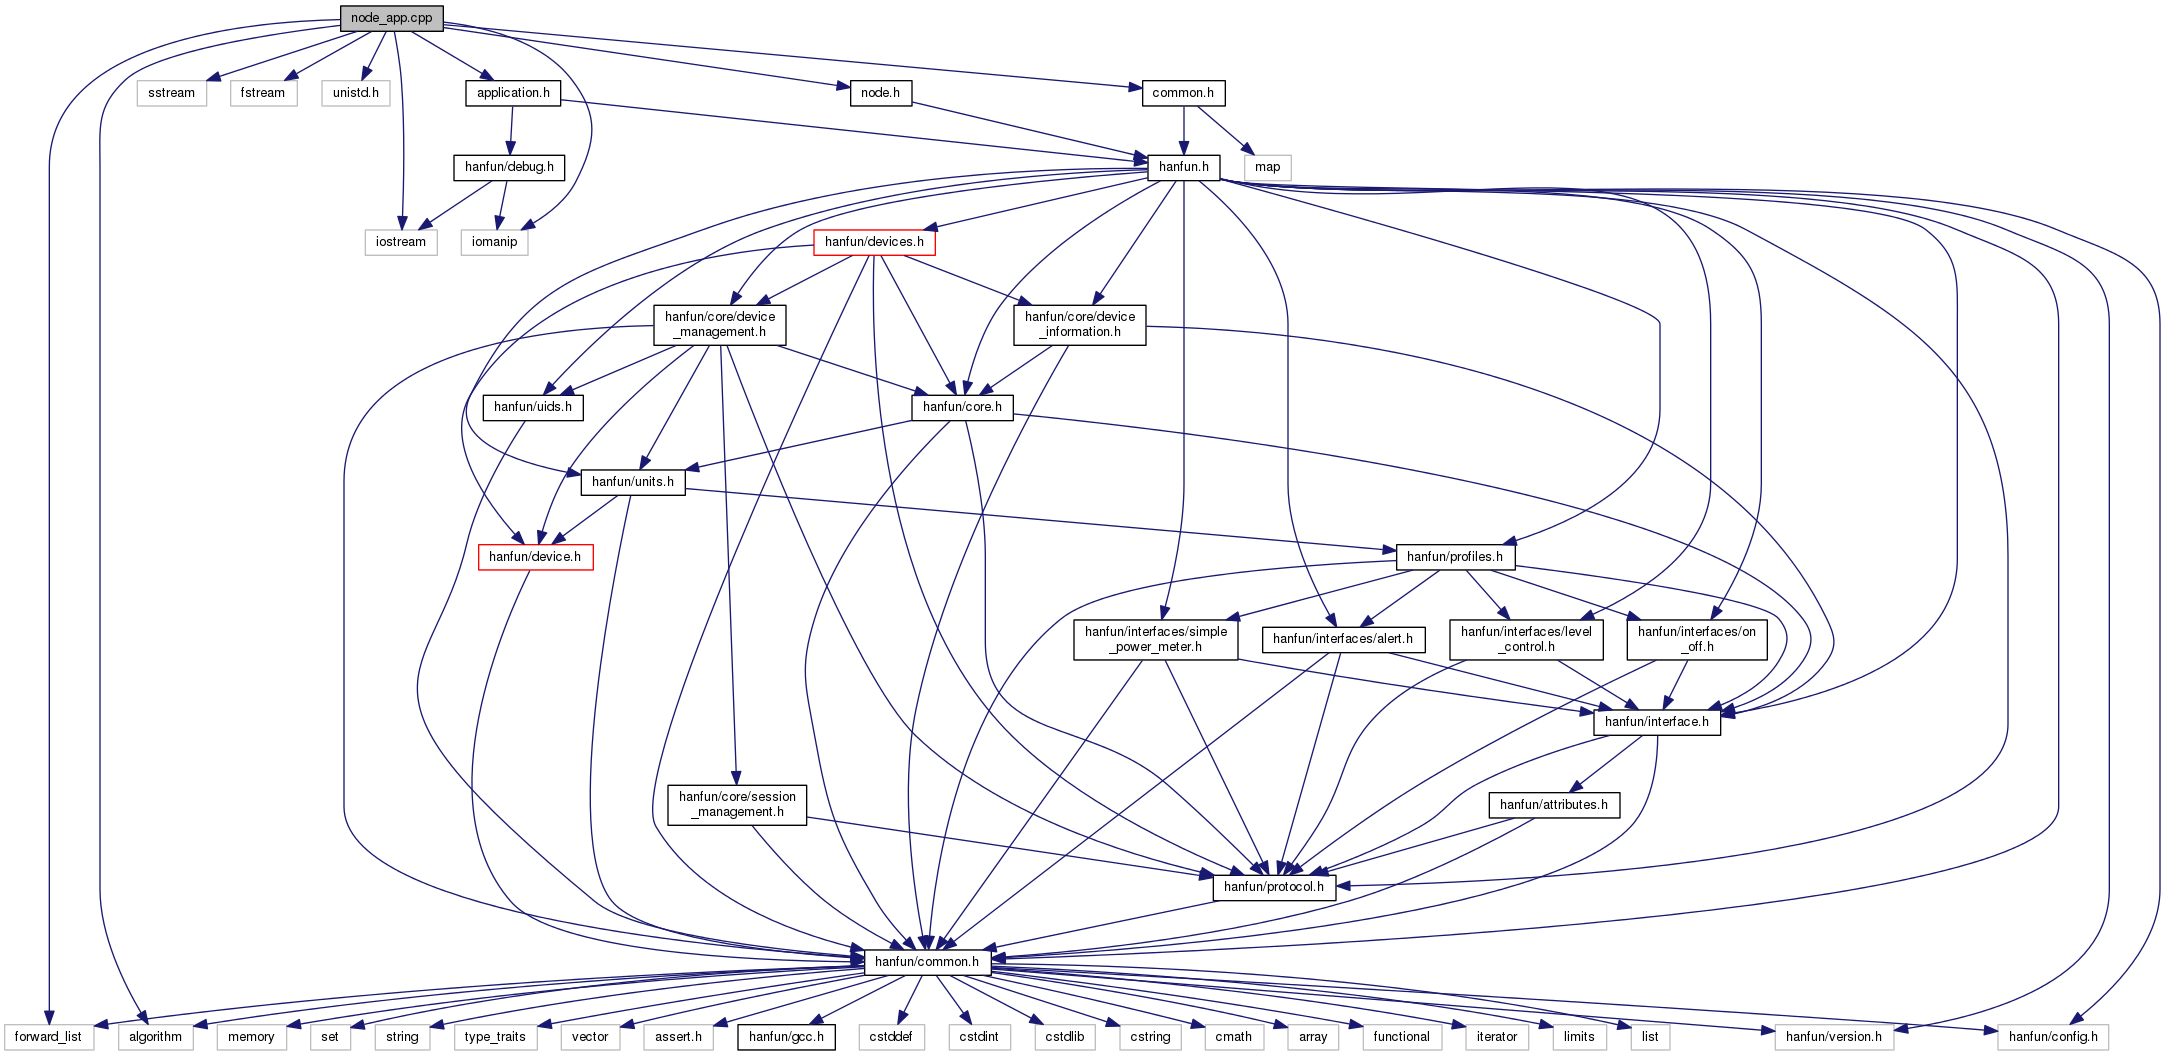 node_app.cpp
sstream
fstream
unistd.h
application.h
node.h
common.h
hanfun/debug.h
hanfun.h
map
iostream
iomanip
hanfun/devices.h
hanfun/core/device
_management.h
hanfun/core/device
_information.h
hanfun/uids.h
hanfun/core.h
hanfun/units.h
hanfun/device.h
hanfun/profiles.h
hanfun/interfaces/simple
_power_meter.h
hanfun/interfaces/alert.h
hanfun/interfaces/level
_control.h
hanfun/interfaces/on
_off.h
hanfun/interface.h
hanfun/core/session
_management.h
hanfun/attributes.h
hanfun/protocol.h
hanfun/common.h
forward_list
algorithm
memory
set
string
type_traits
vector
assert.h
hanfun/gcc.h
cstddef
cstdint
cstdlib
cstring
cmath
array
functional
iterator
limits
list
hanfun/version.h
hanfun/config.h